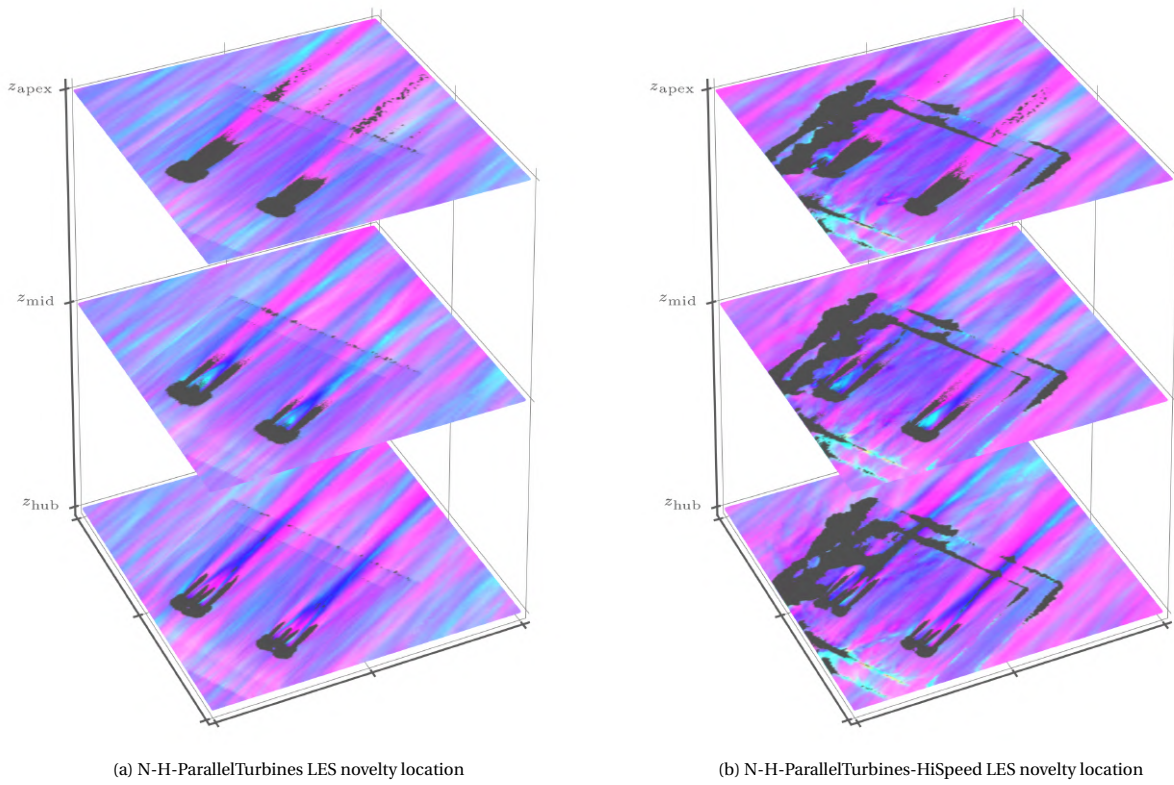 z_apex
z_mid
z_hub
(a) N-H-ParallelTurbines LES novelty location
z_apex
z_mid
z_hub
(b) N-H-ParallelTurbines-HiSpeed LES novelty location